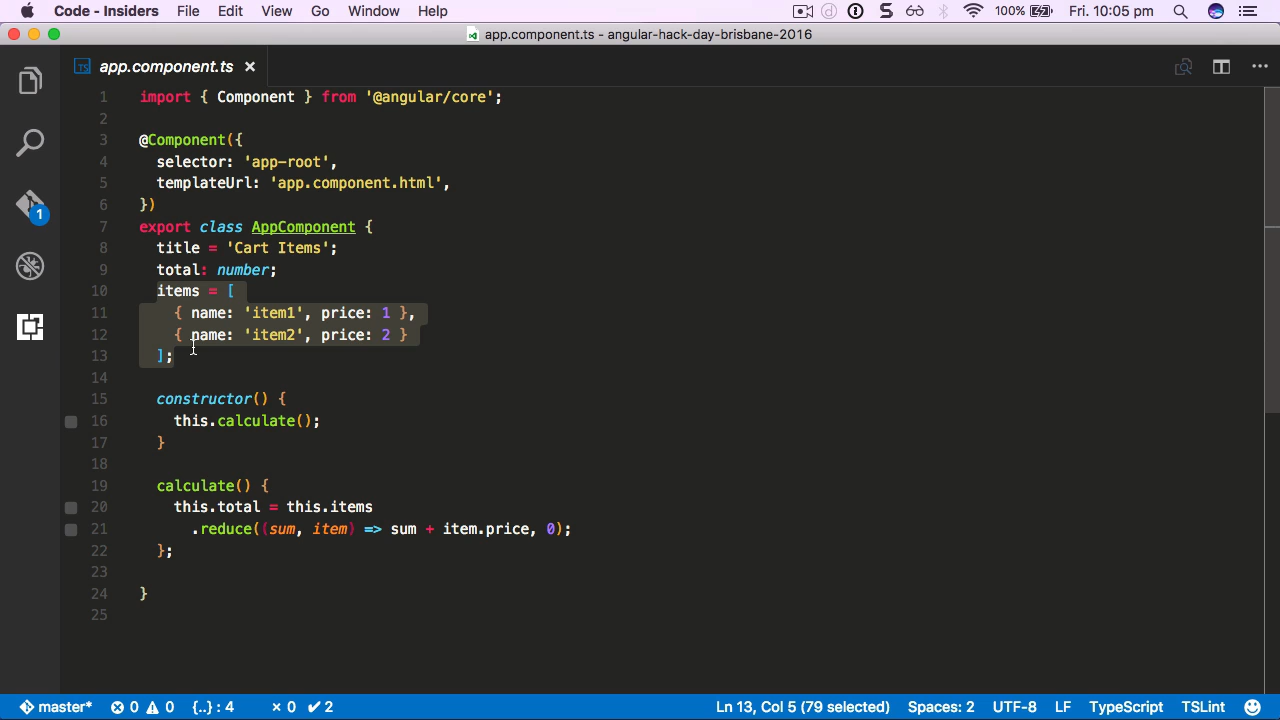 Code - Insiders File Edit View Go Window Help 100% Fri. 10:05 pm
app.component.ts - angular-hack-day-brisbane-2016
TS app.component.ts ×
1 import { Component } from '@angular/core';
2
3 @Component({
4 selector: 'app-root',
5 templateUrl: 'app.component.html',
6 })
7 export class AppComponent {
8 title = 'Cart Items';
9 total: number;
10 items = [
11 { name: 'item1', price: 1 },
12 { name: 'item2', price: 2 }
13 ];
14
15 constructor() {
16 this.calculate();
17 }
18
19 calculate() {
20 this.total = this.items
21 .reduce((sum, item) => sum + item.price, 0);
22 };
23
24 }
25
1
master* 0 0 {..} : 4 × 0 ✔ 2 Ln 13, Col 5 (79 selected) Spaces: 2 UTF-8 LF TypeScript TSLint